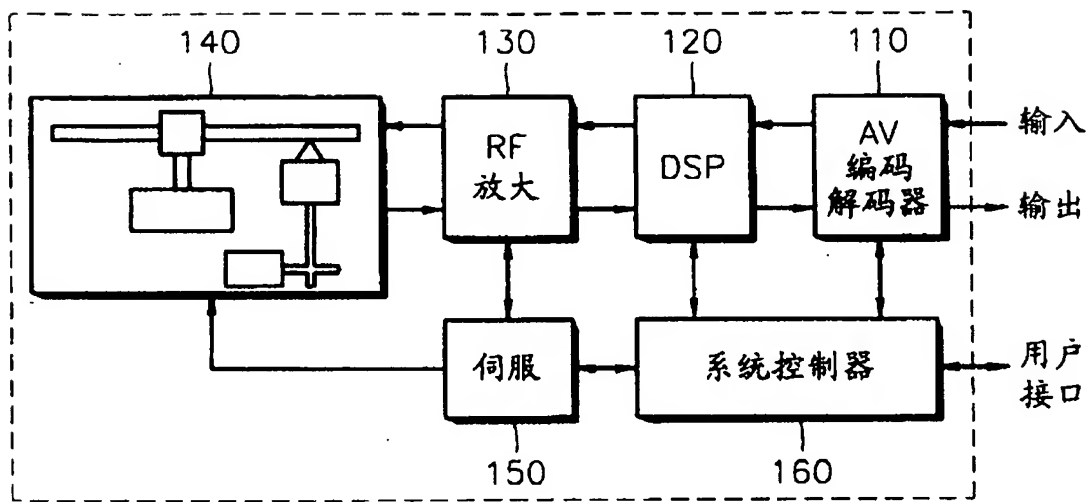 140
130
120
110
RF
放大
DSP
AV
编码
解码器
输入
输出
伺服
系统控制器
用户
接口
150
160